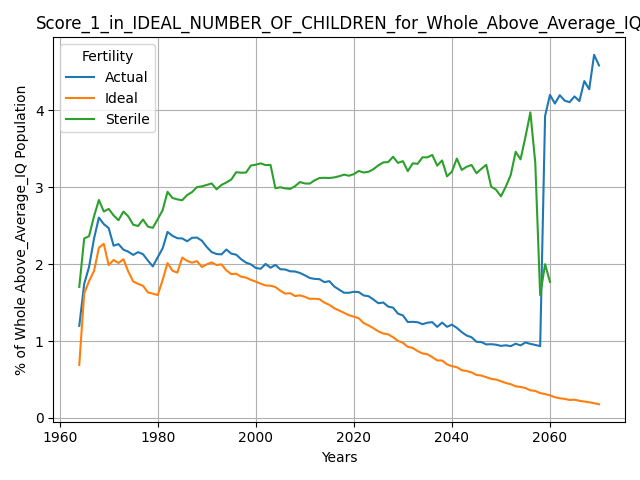 Score_1_in_IDEAL_NUMBER_OF_CHILDREN_for_Whole_Above_Average_IQ
Fertility
Actual
Ideal
Sterile
% of Whole Above_Average_IQ Population
4
3
2
1
0
1960
1980
2000
2020
2040
2060
Years